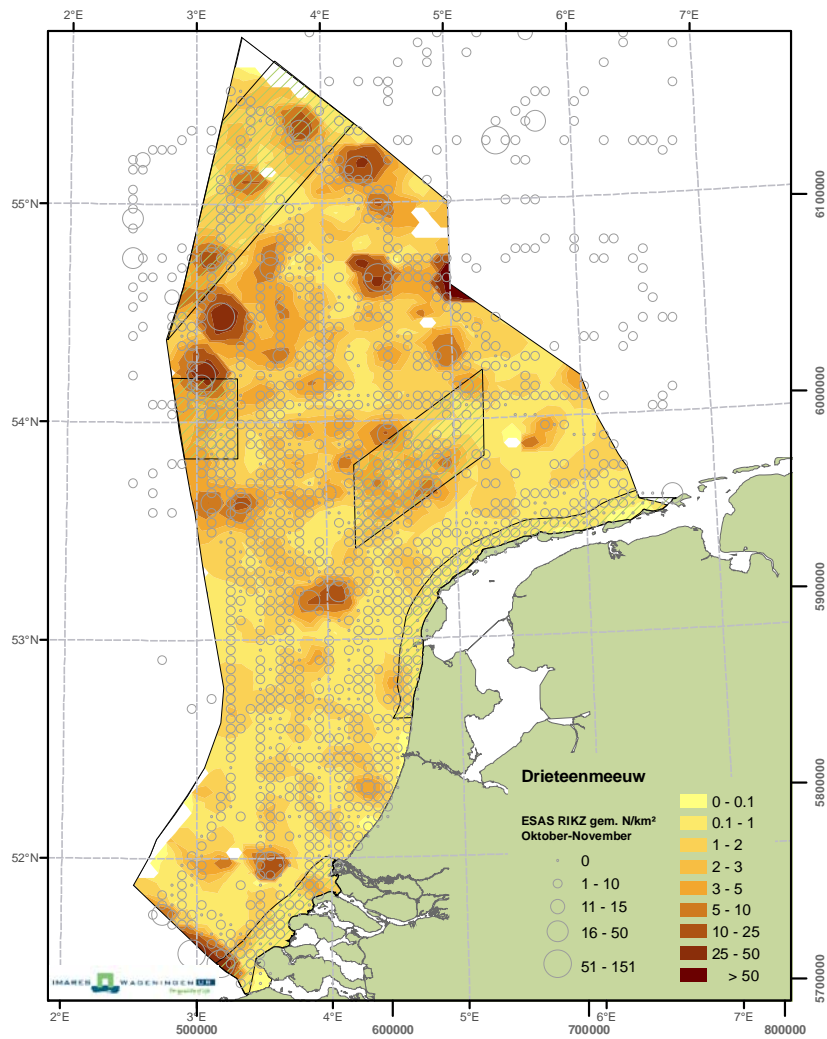 2°E 3°E 4°E 5°E 6°E 7°E
55°N
54°N
53°N
52°N
6100000
6000000
5900000
5800000
5700000
Drieteenmeeuw
ESAS RIKZ gem. N/km²
Oktober-November
0
1 - 10
11 - 15
16 - 50
51 - 151
0 - 0.1
0.1 - 1
1 - 2
2 - 3
3 - 5
5 - 10
10 - 25
25 - 50
> 50
IMARES WAGENINGEN UR
2°E 3°E 4°E 5°E 6°E 7°E
500000 600000 700000 800000